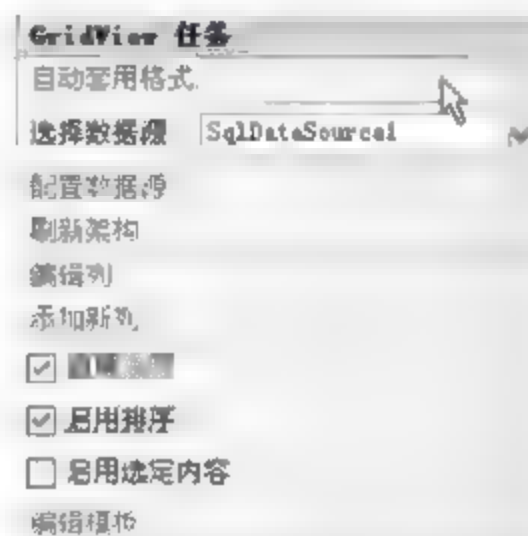 GridView 任务
自动套用格式.
选择数据源 SqlDataSource1
配置数据源
刷新架构
编辑列
添加新列.
启用排序
启用选定内容
编辑模板